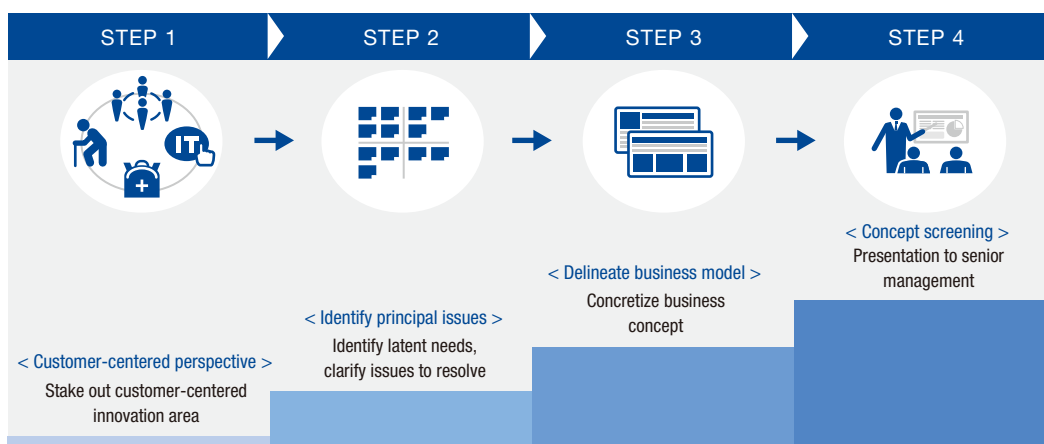 STEP 1
STEP 2
STEP 3
STEP 4
IT
< Customer-centered perspective >
Stake out customer-centered
innovation area
< Identify principal issues >
Identify latent needs,
clarify issues to resolve
< Delineate business model >
Concretize business
concept
< Concept screening >
Presentation to senior
management